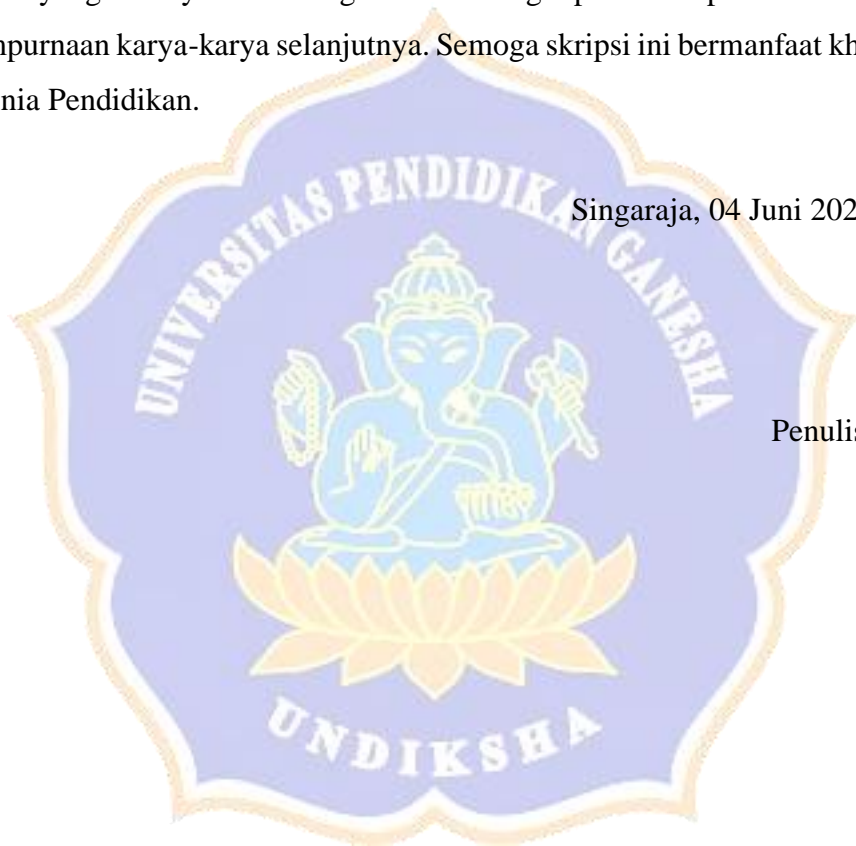 npurnaan karya-karya selanjutnya. Semoga skripsi ini bermanfaat kh
nia Pendidikan.
Singaraja, 04 Juni 202
Penulis
UNIVERSITAS PENDIDIKAN GANESHA
UNDIKSHA